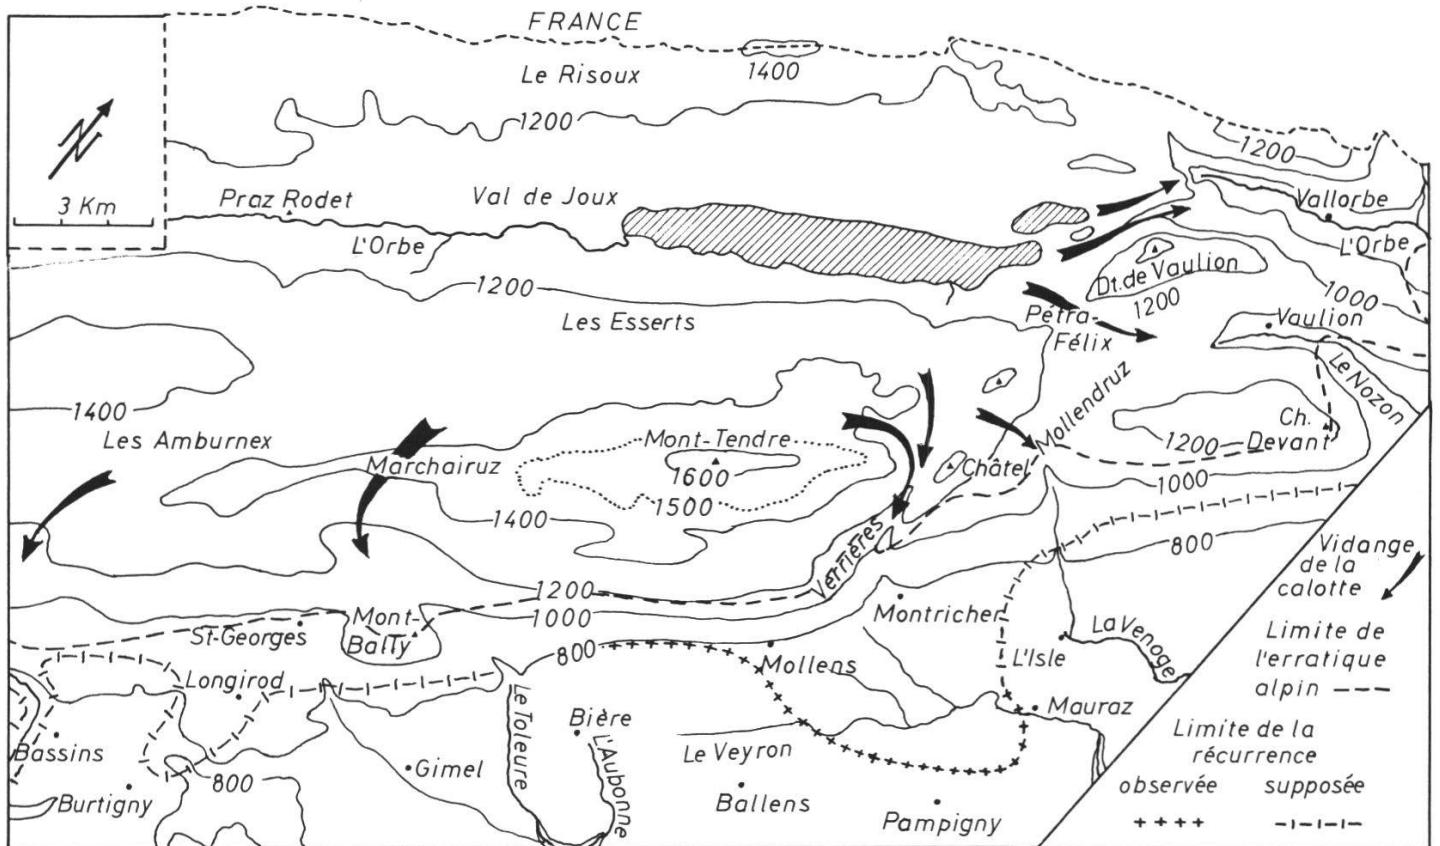 FRANCE
Le Risoux
1400
1200
1200
N
3 Km
Praz Rodet
Val de Joux
Vallorbe
L'Orbe
L'Orbe
Dt. de Vaulion
1200
1000
1200
Les Esserts
Pétra-
Félix
Vaulion
Le Nozon
1400
Les Amburnex
Marchairuz
Mont-Tendre
1600
1500
1400
Mollendruz
Châtel
Ch.
Devant
1200
1000
800
Verrières
1200
1000
800
Mont-
Bally
St-Georges
Longirod
Montricher
Mollens
L'Isle
La Venoge
Mauraz
Bassins
Burtigny
800
Gimel
Le Toleure
Bière
L'Aubonne
Le Veyron
Ballens
Pampigny
Vidange
de la
calotte
Limite de
l'erratique
alpin
Limite de la
récurrence
observée supposée